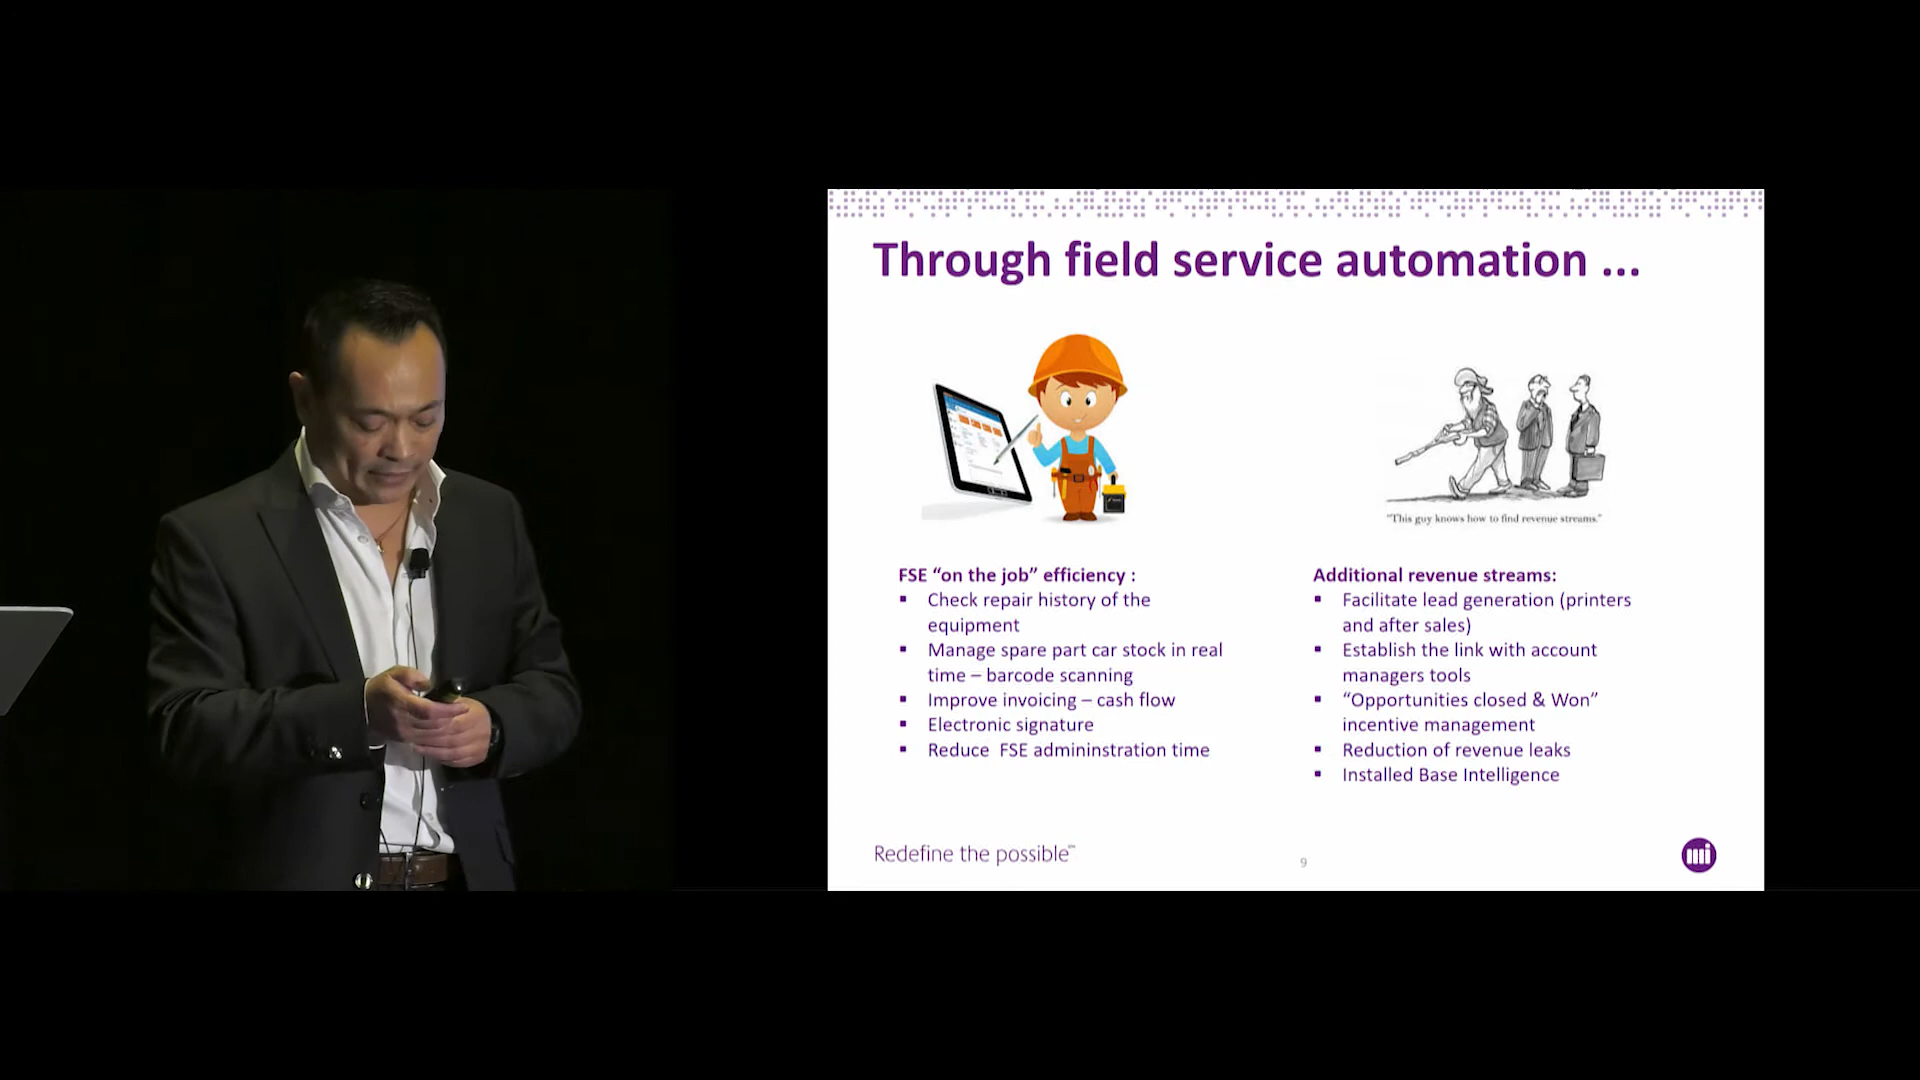 Through field service automation ...
"This guy knows how to find revenue streams."
FSE “on the job” efficiency :
▪ Check repair history of the
equipment
▪ Manage spare part car stock in real
time – barcode scanning
▪ Improve invoicing – cash flow
▪ Electronic signature
▪ Reduce FSE admininstration time
Additional revenue streams:
▪ Facilitate lead generation (printers
and after sales)
▪ Establish the link with account
managers tools
▪ “Opportunities closed & Won”
incentive management
▪ Reduction of revenue leaks
▪ Installed Base Intelligence
Redefine the possible™
9